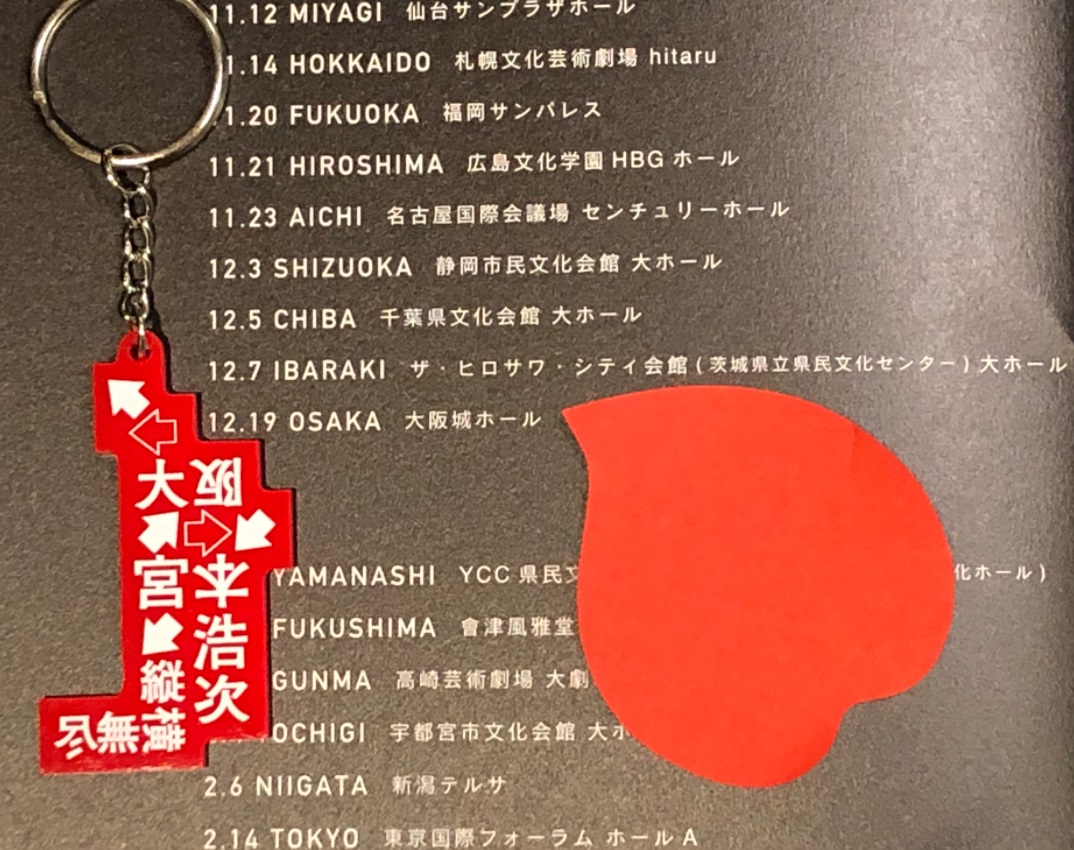 11.12 MIYAGI 仙台サンプラザホール
1.14 HOKKAIDO 札幌文化芸術劇場 hitaru
1.20 FUKUOKA 福岡サンパレス
11.21 HIROSHIMA 広島文化学園 HBG ホール
11.23 AICHI 名古屋国際会議場 センチュリーホール
12.3 SHIZUOKA 静岡市民文化会館 大ホール
12.5 CHIBA 千葉県文化会館 大ホール
12.7 IBARAKI ザ・ヒロサワ・シティ会館 (茨城県立県民文化センター) 大ホール
12.19 OSAKA 大阪城ホール
YAMANASHI YCC 県民文 化ホール)
FUKUSHIMA 會津風雅堂
GUNMA 高崎芸術劇場 大劇
OCHIGI 宇都宮市文化会館 大ホ
2.6 NIIGATA 新潟テルサ
2.14 TOKYO 東京国際フォーラム ホール A
大阪
宮本浩次
縦横
無尽